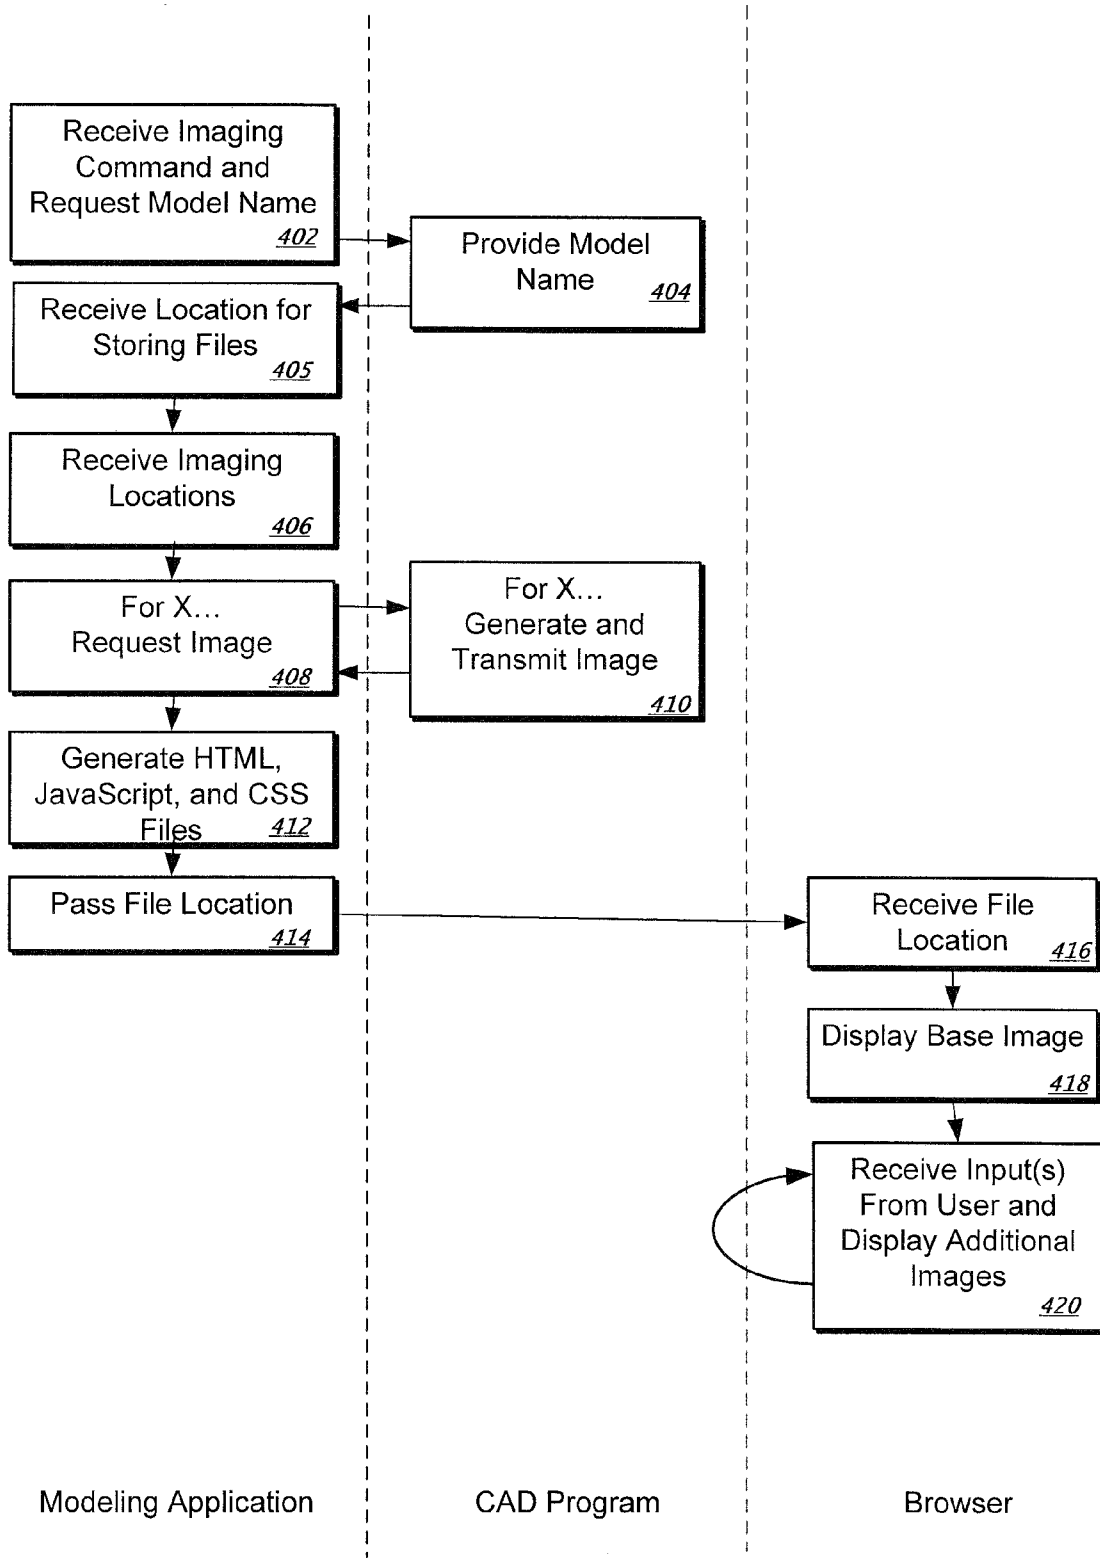 Receive Imaging
Command and
Request Model Name
402
Provide Model
Name
404
Receive Location for
Storing Files
405
Receive Imaging
Locations
406
For X...
Request Image
408
For X...
Generate and
Transmit Image
410
Generate HTML,
JavaScript, and CSS
Files
412
Pass File Location
414
Receive File
Location
416
Display Base Image
418
Receive Input(s)
From User and
Display Additional
Images
420
Modeling Application
CAD Program
Browser